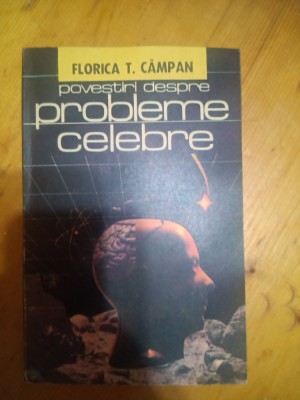 FLORICA T. CÂMPAN
povestiri despre
probleme
celebre